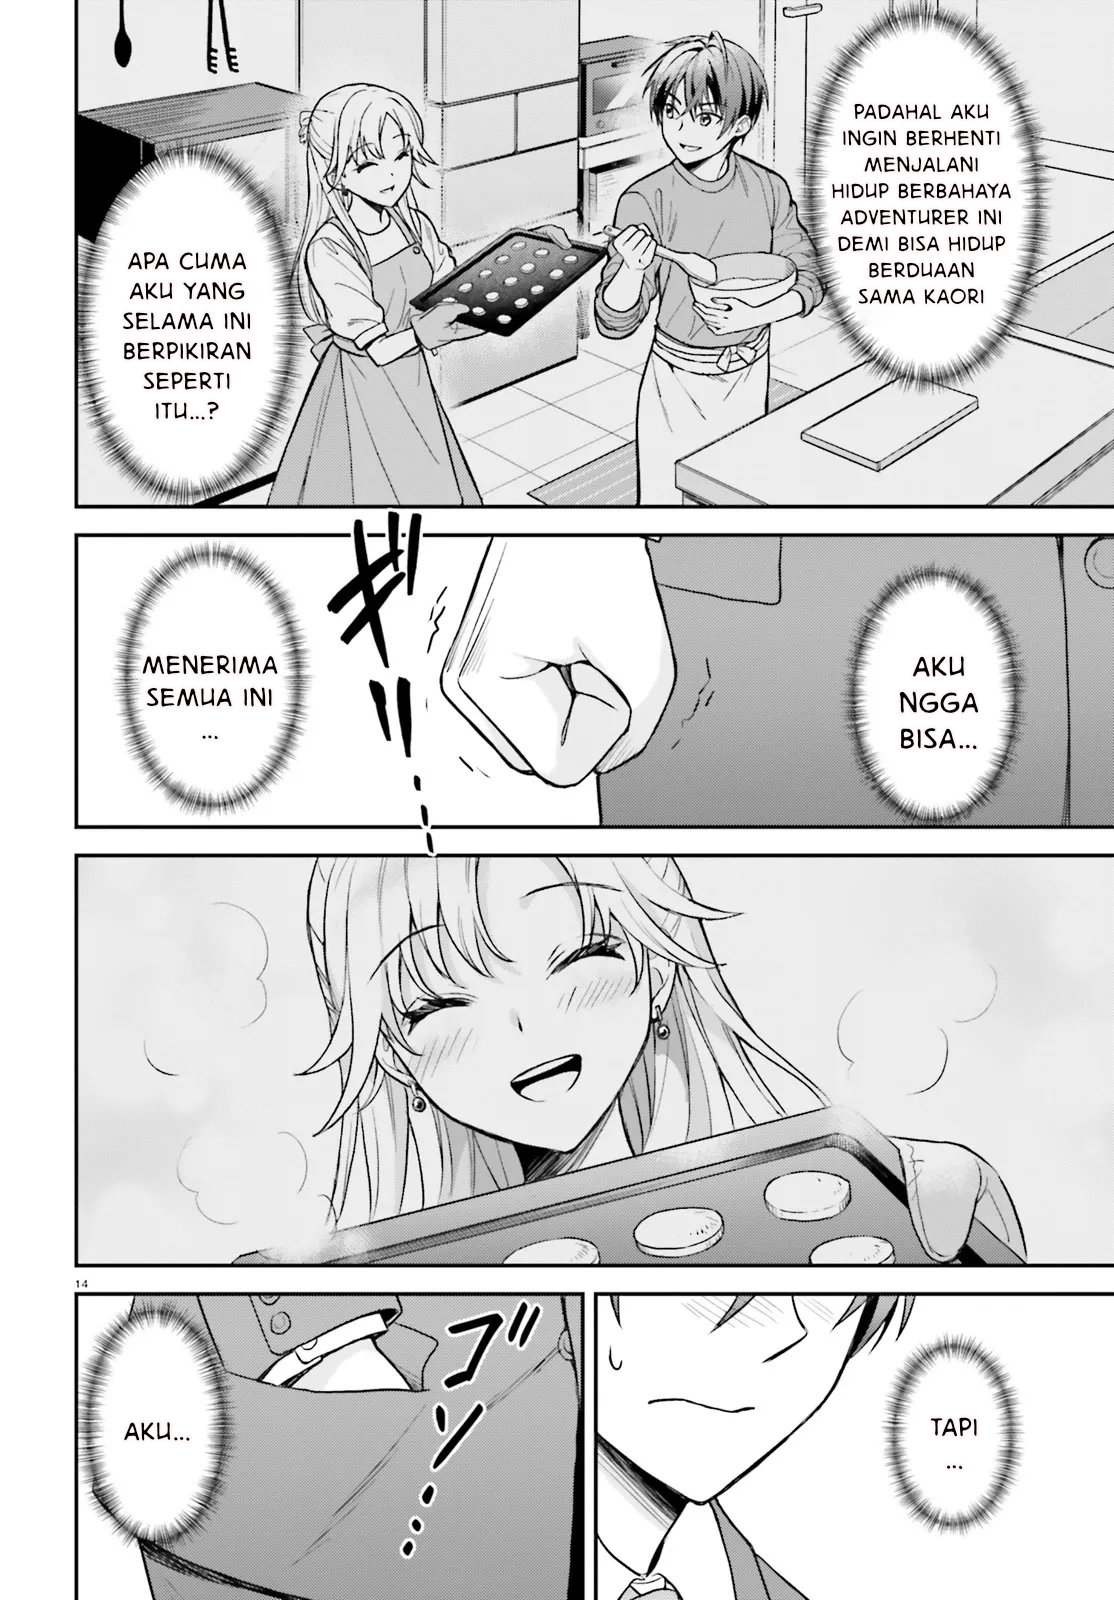 PADAHAL AKU
INGIN BERHENTI
MENJALANI
HIDUP BERBAHAYA
ADVENTURER INI
DEMI BISA HIDUP
BERDUAAN
SAMA KAORI
APA CUMA
AKU YANG
SELAMA INI
BERPIKIRAN
SEPERTI
ITU...?
AKU
NGGA
BISA...
ギ
MENERIMA
SEMUA INI
...
14
TAPI
...
ゴソ
AKU...